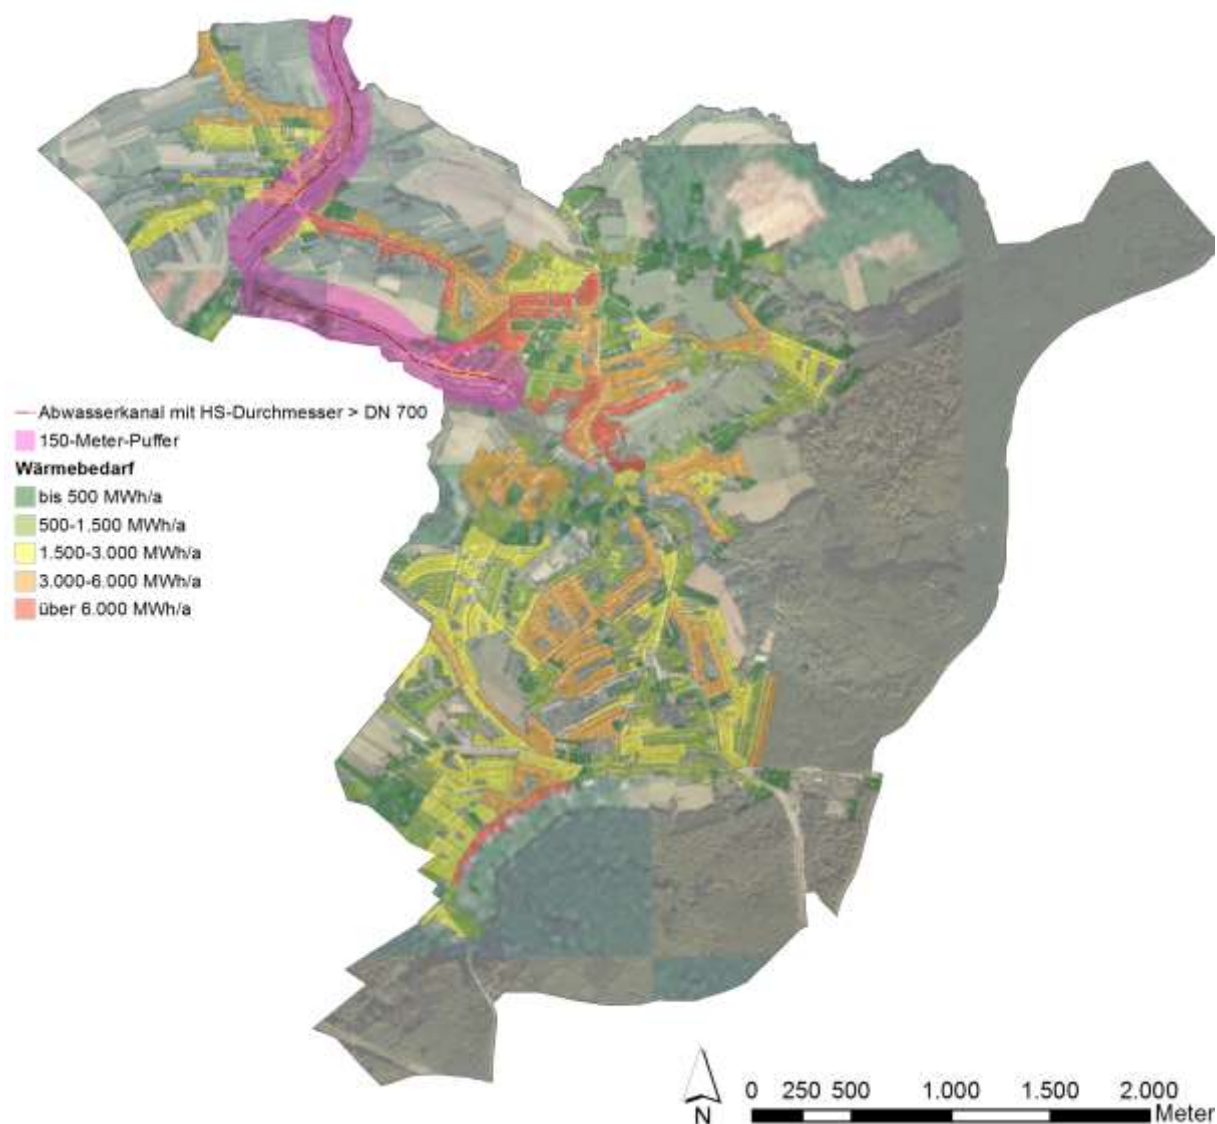 Abwasserkanal mit HS-Durchmesser > DN 700
150-Meter-Puffer
Wärmebedarf
bis 500 MWh/a
500-1.500 MWh/a
1.500-3.000 MWh/a
3.000-6.000 MWh/a
über 6.000 MWh/a
N
0 250 500 1.000 1.500 2.000
Meter